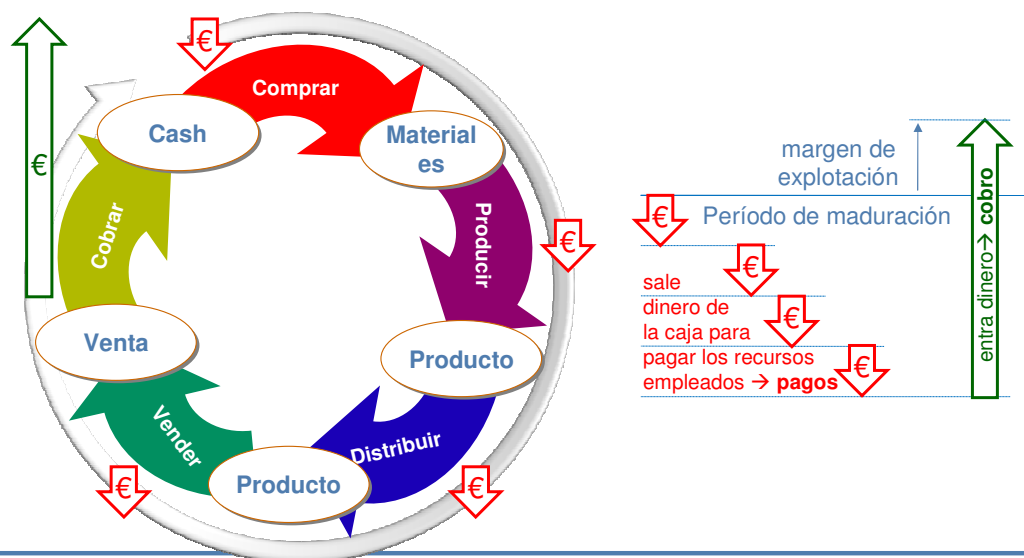 €
€
Comprar
Cash
Material
es
Cobrar
Producir
€
Venta
Producto
Vender
Distribuir
Producto
€
€
margen de
explotación
€
Período de maduración
€
sale
dinero de
€
la caja para
pagar los recursos
€
empleados → pagos
entra dinero→ cobro